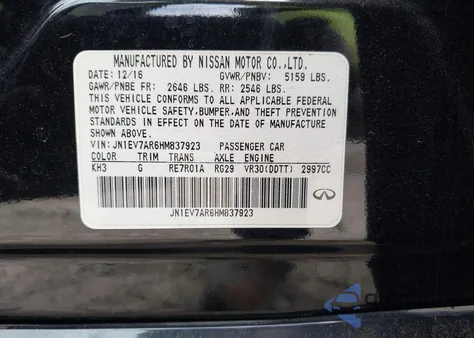 MANUFACTURED BY NISSAN MOTOR CO.,LTD.
DATE: 12/16 GVWR/PNBV: 5159 LBS.
GAWR/PNBE FR: 2646 LBS. RR: 2546 LBS.
THIS VEHICLE CONFORMS TO ALL APPLICABLE FEDERAL
MOTOR VEHICLE SAFETY, BUMPER, AND THEFT PREVENTION
STANDARDS IN EFFECT ON THE DATE OF MANUFACTURE
SHOWN ABOVE.
VIN: JN1EV7AR6HM837923 PASSENGER CAR
COLOR TRIM TRANS AXLE ENGINE
KH3 G RE7R01A RG29 VR30(DDTT) 2997CC
JN1EV7AR6HM837923